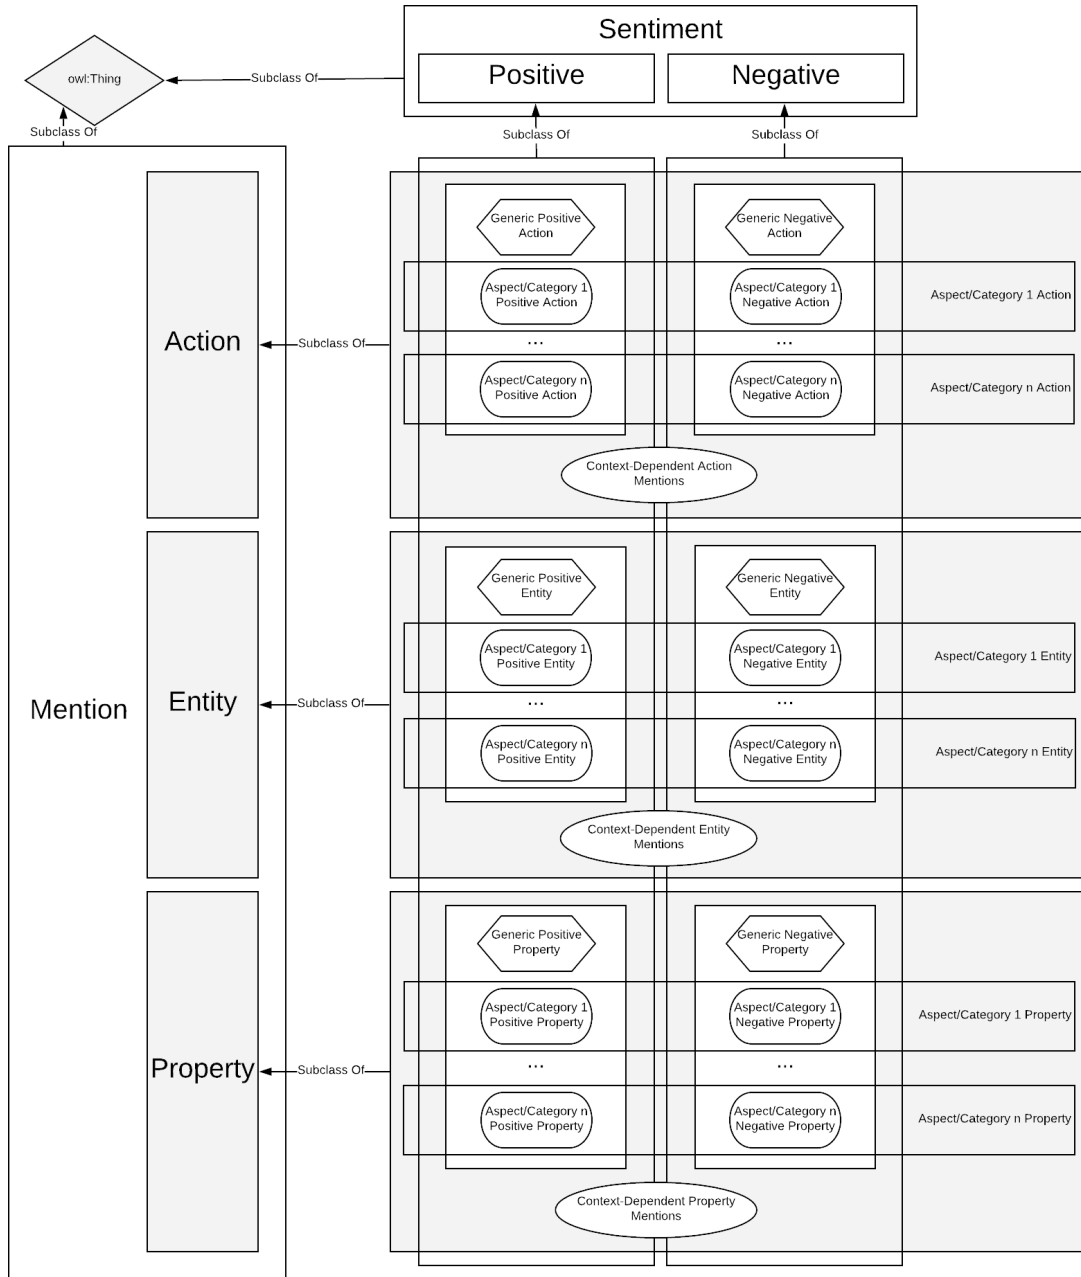 Sentiment
Positive
Negative
owl:Thing
Subclass Of
Subclass Of
Subclass Of
Subclass Of
Mention
Action
Subclass Of
Generic Positive
Action
Generic Negative
Action
Aspect/Category 1
Positive Action
Aspect/Category 1
Negative Action
Aspect/Category 1 Action
...
...
Aspect/Category n
Positive Action
Aspect/Category n
Negative Action
Aspect/Category n Action
Context-Dependent Action
Mentions
Entity
Subclass Of
Generic Positive
Entity
Generic Negative
Entity
Aspect/Category 1
Positive Entity
Aspect/Category 1
Negative Entity
Aspect/Category 1 Entity
...
...
Aspect/Category n
Positive Entity
Aspect/Category n
Negative Entity
Aspect/Category n Entity
Context-Dependent Entity
Mentions
Property
Subclass Of
Generic Positive
Property
Generic Negative
Property
Aspect/Category 1
Positive Property
Aspect/Category 1
Negative Property
Aspect/Category 1 Property
...
...
Aspect/Category n
Positive Property
Aspect/Category n
Negative Property
Aspect/Category n Property
Context-Dependent Property
Mentions